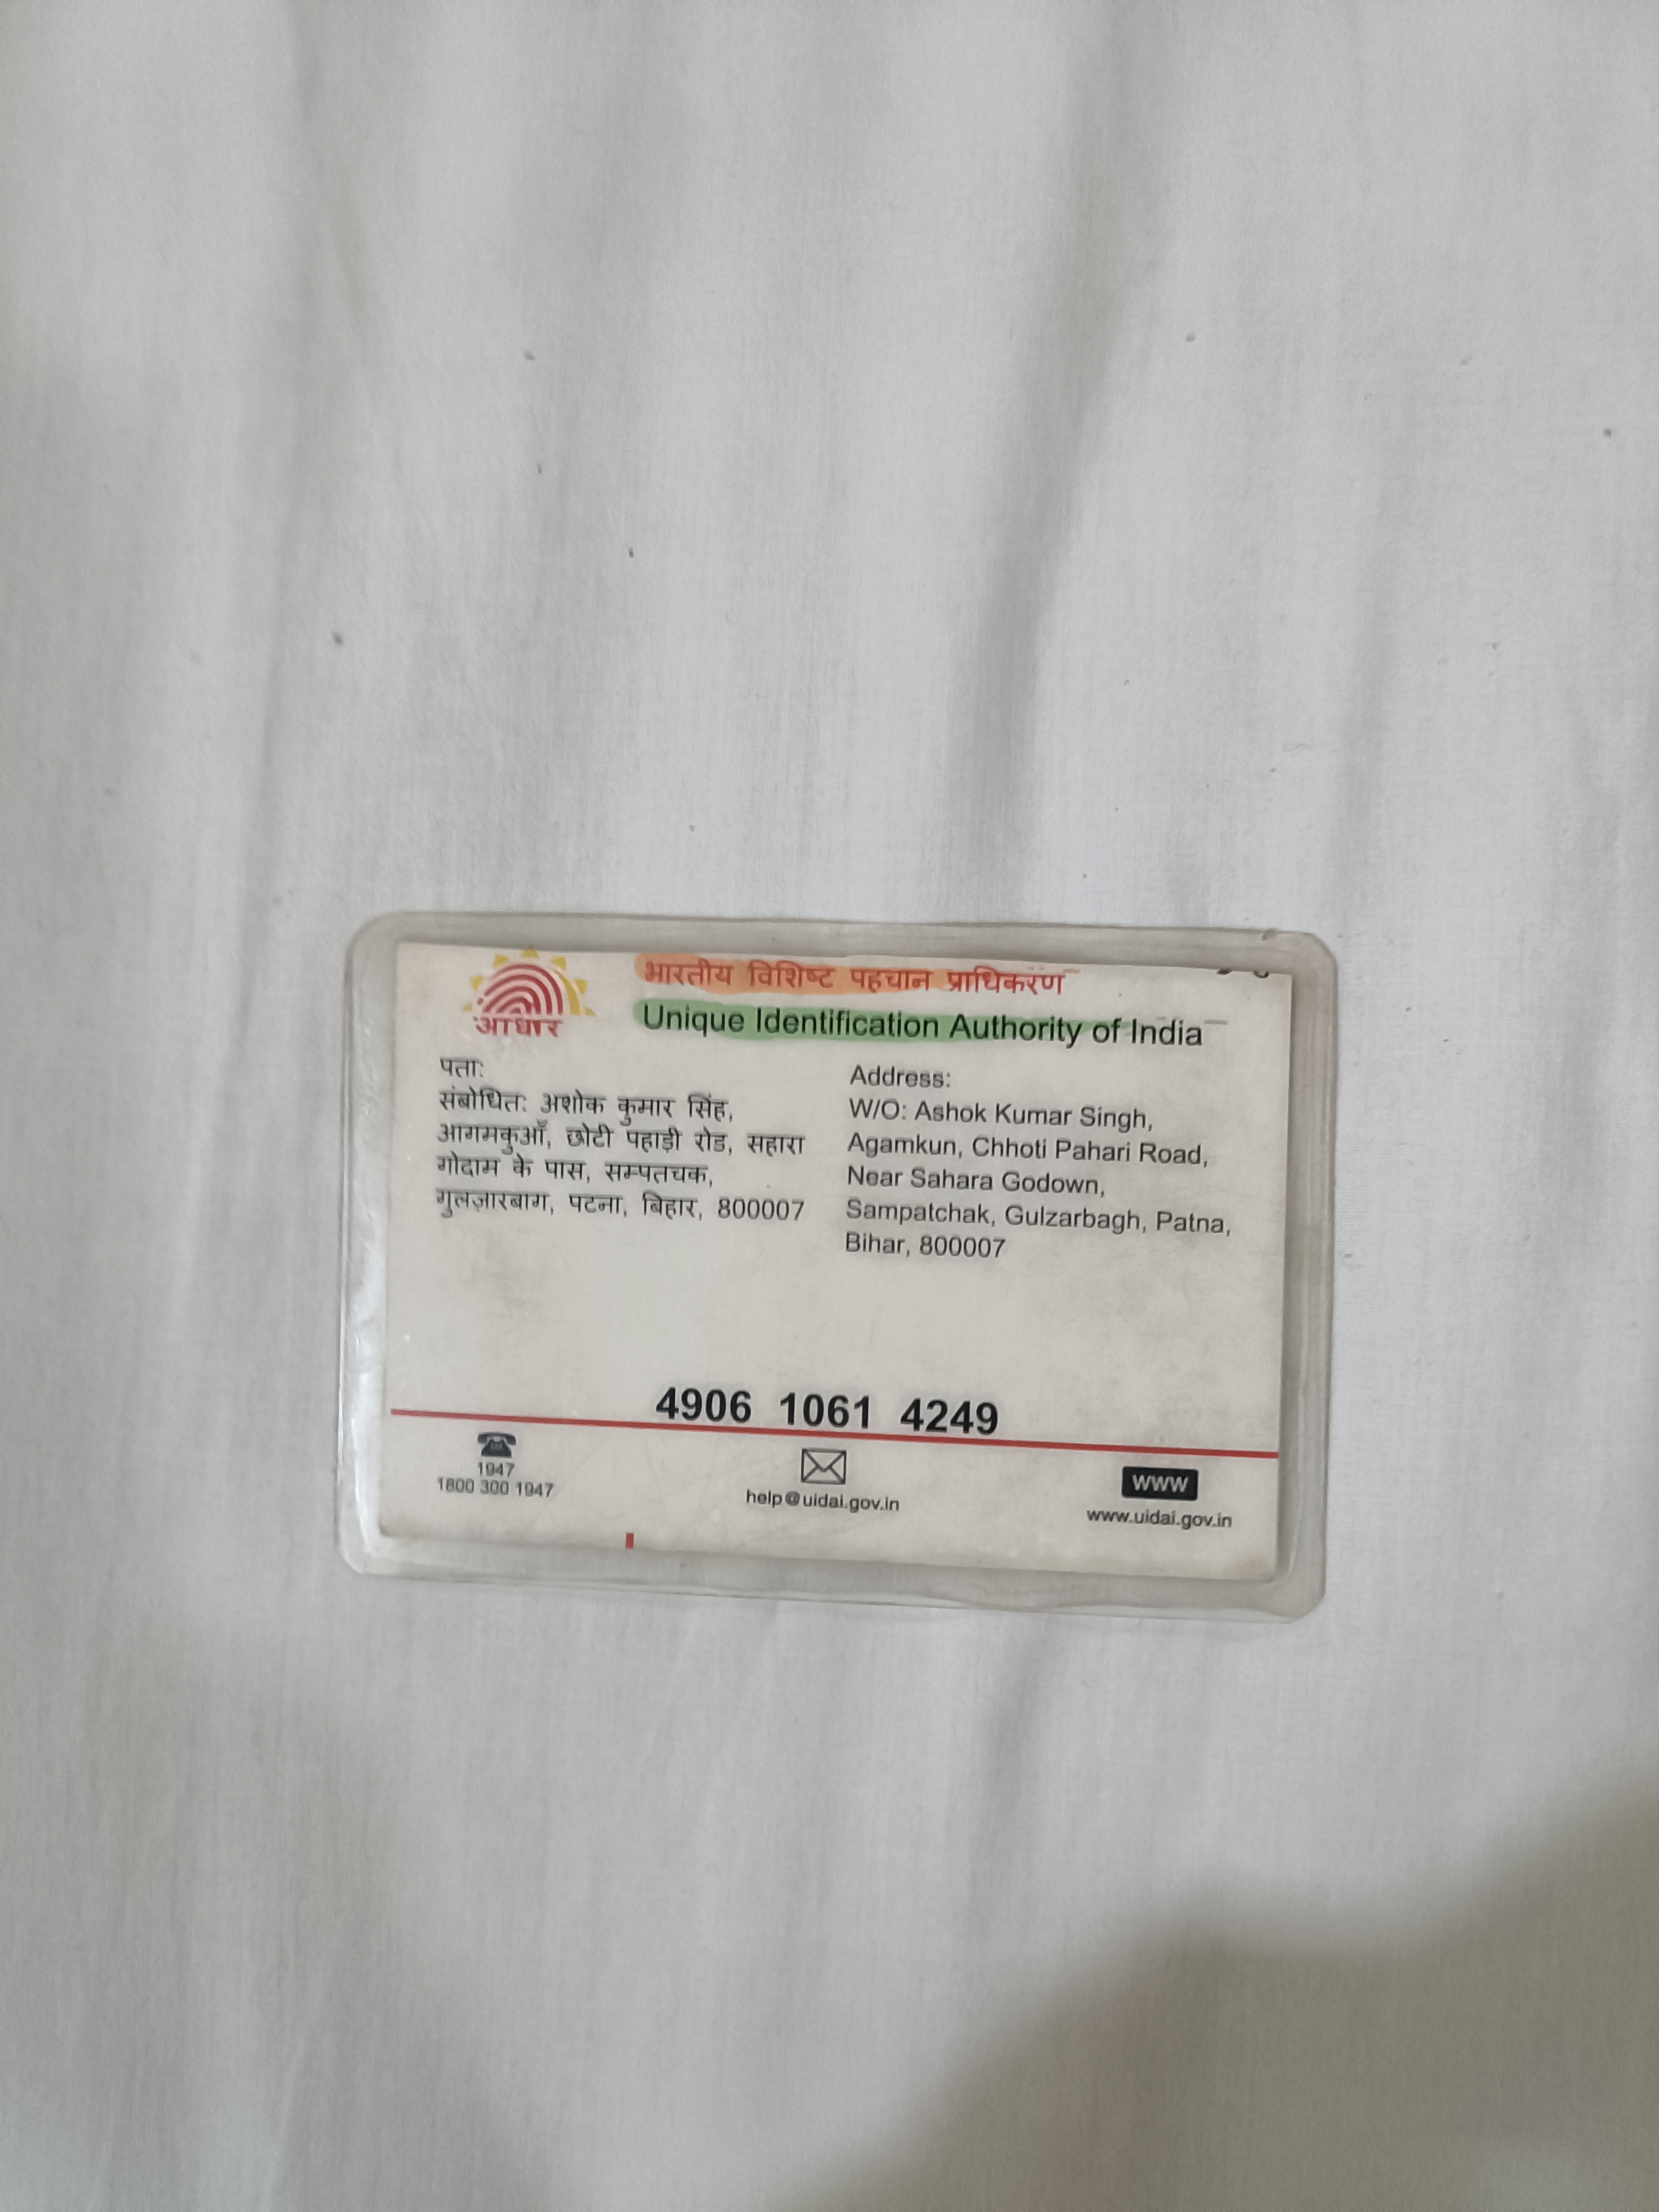 आधार
भारतीय विशिष्ट पहचान प्राधिकरण
Unique Identification Authority of India
पता:
संबोधित: अशोक कुमार सिंह,
आगमकुआँ, छोटी पहाड़ी रोड, सहारा
गोदाम के पास, सम्पतचक,
गुलज़ारबाग, पटना, बिहार, 800007
Address:
W/O: Ashok Kumar Singh,
Agamkun, Chhoti Pahari Road,
Near Sahara Godown,
Sampatchak, Gulzarbagh, Patna,
Bihar, 800007
4906 1061 4249
1947
1800 300 1947
help@uidai.gov.in
www
www.uidai.gov.in